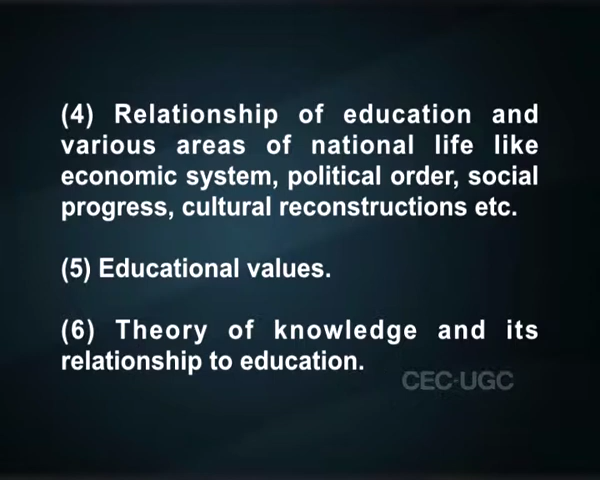 (4) Relationship of education and
various areas of national life like
economic system, political order, social
progress, cultural reconstructions etc.
(5) Educational values.
(6) Theory of knowledge and its
relationship to education.
CEC-UGC